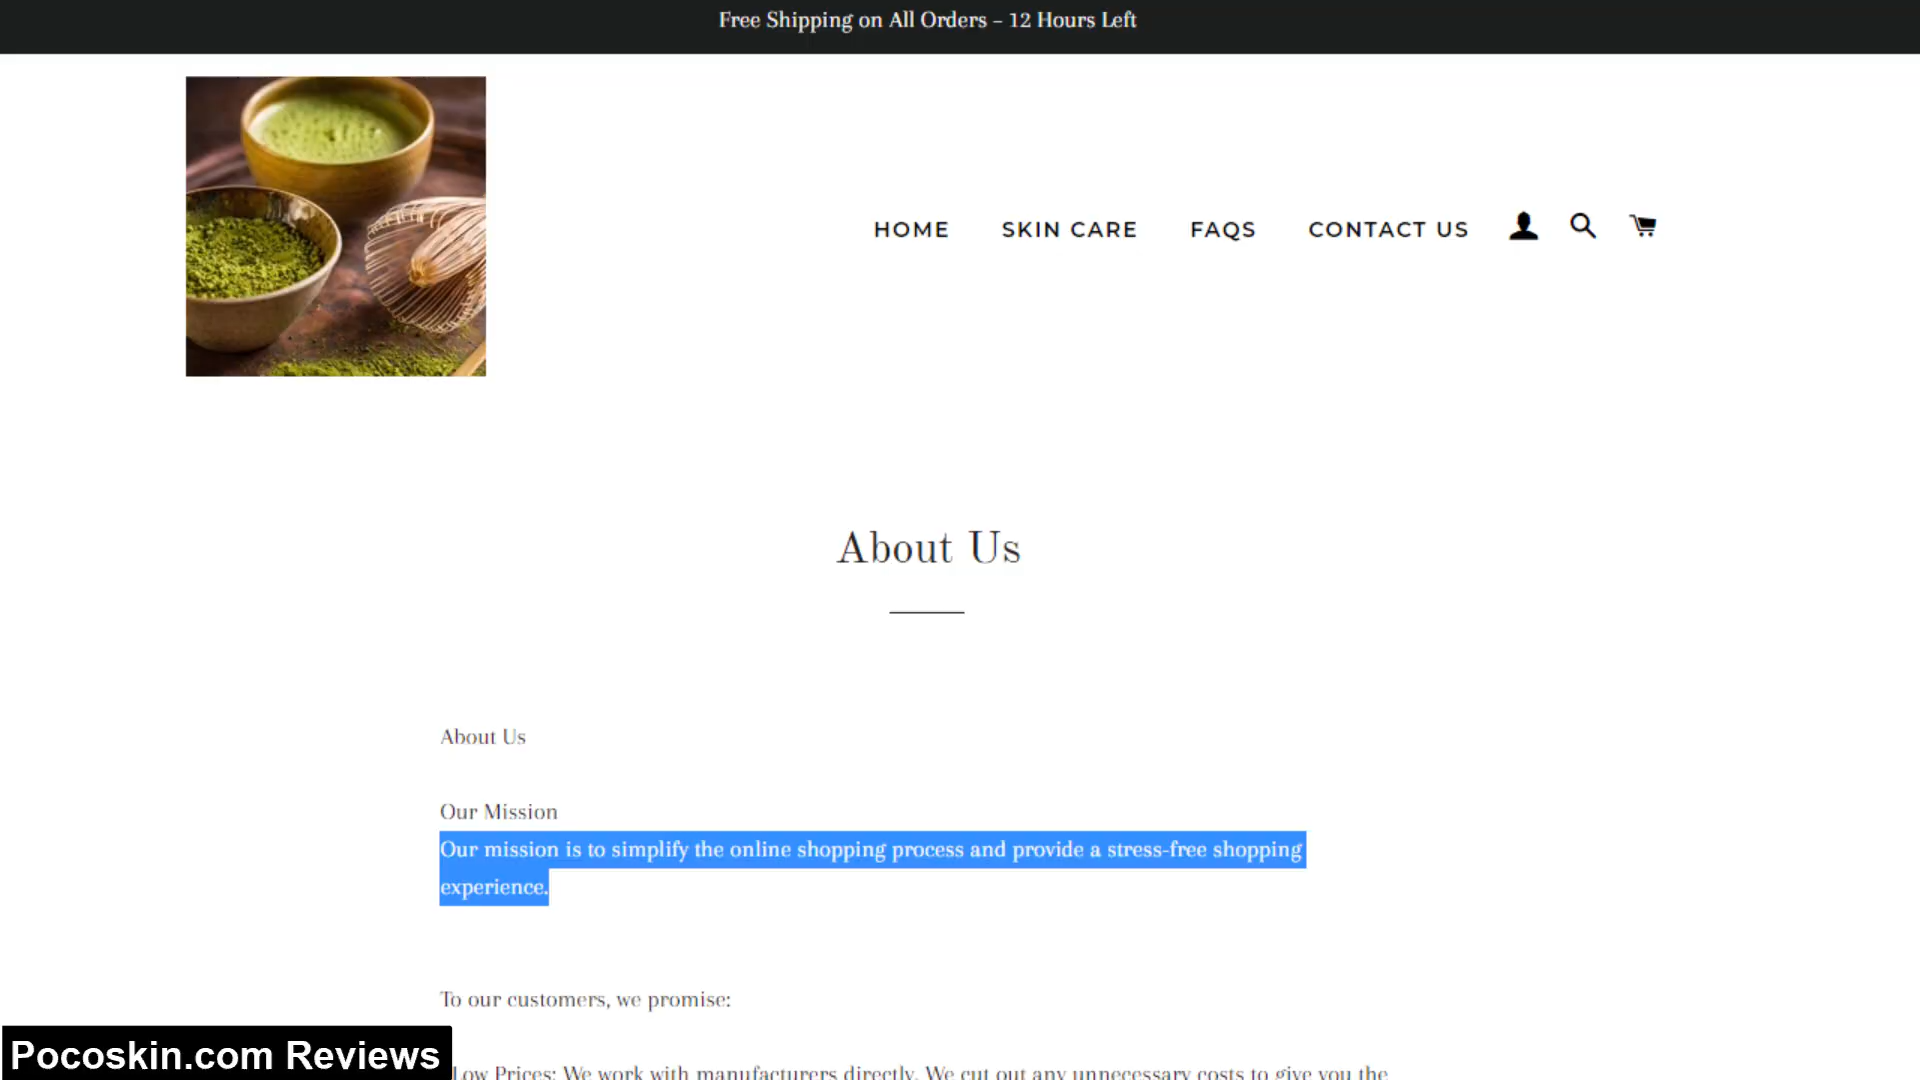 Free Shipping on All Orders – 12 Hours Left
HOME
SKIN CARE
FAQS
CONTACT US
About Us
About Us
Our Mission
Our mission is to simplify the online shopping process and provide a stress-free shopping
experience.
To our customers, we promise:
Low Prices: We work with manufacturers directly. We cut out any unnecessary costs to give you the
Pocoskin.com Reviews